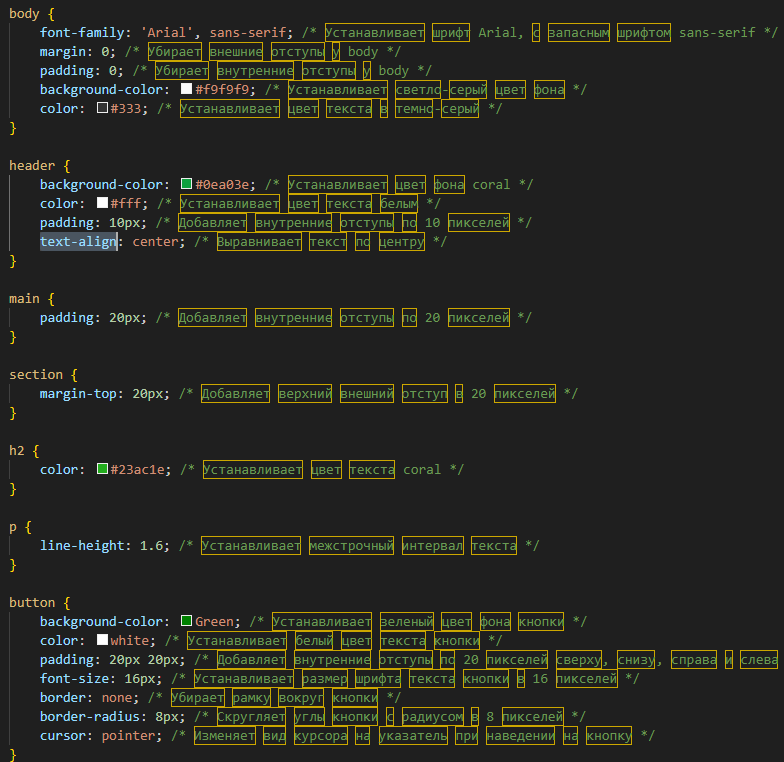 body {
font-family: 'Arial', sans-serif; /* Устанавливает шрифт Arial, с запасным шрифтом sans-serif */
margin: 0; /* Убирает внешние отступы у body */
padding: 0; /* Убирает внутренние отступы у body */
background-color: #f9f9f9; /* Устанавливает светло-серый цвет фона */
color: #333; /* Устанавливает цвет текста в темно-серый */
}
header {
background-color: #0ea03e; /* Устанавливает цвет фона coral */
color: #fff; /* Устанавливает цвет текста белым */
padding: 10px; /* Добавляет внутренние отступы по 10 пикселей */
text-align: center; /* Выравнивает текст по центру */
}
main {
padding: 20px; /* Добавляет внутренние отступы по 20 пикселей */
}
section {
margin-top: 20px; /* Добавляет верхний внешний отступ в 20 пикселей */
}
h2 {
color: #23ac1e; /* Устанавливает цвет текста coral */
}
p {
line-height: 1.6; /* Устанавливает межстрочный интервал текста */
}
button {
background-color: Green; /* Устанавливает зеленый цвет фона кнопки */
color: white; /* Устанавливает белый цвет текста кнопки */
padding: 20px 20px; /* Добавляет внутренние отступы по 20 пикселей сверху, снизу, справа и слева
font-size: 16px; /* Устанавливает размер шрифта текста кнопки в 16 пикселей */
border: none; /* Убирает рамку вокруг кнопки */
border-radius: 8px; /* Скругляет углы кнопки с радиусом в 8 пикселей */
cursor: pointer; /* Изменяет вид курсора на указатель при наведении на кнопку */
}